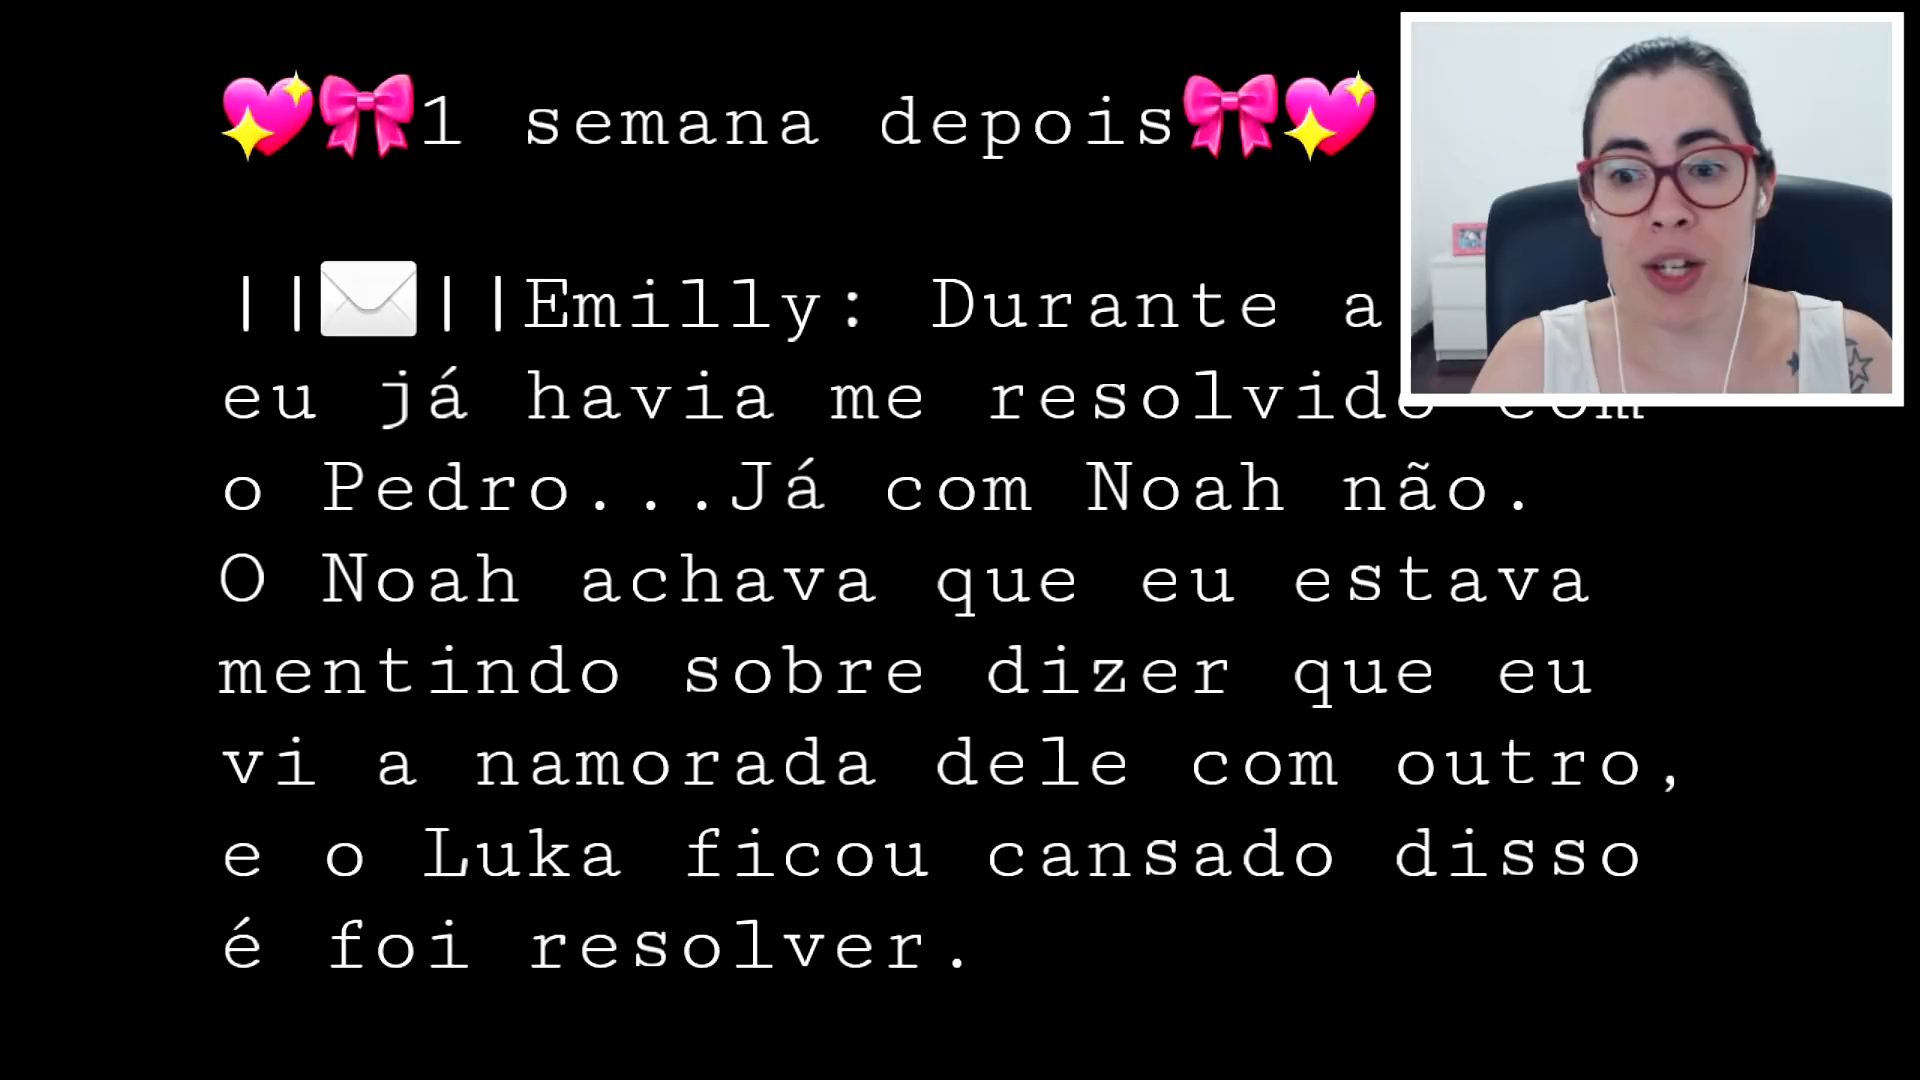 💖🎀1 semana depois🎀💖
||✉||Emilly: Durante a
eu já havia me resolvido com
o Pedro...Já com Noah não.
O Noah achava que eu estava
mentindo sobre dizer que eu
vi a namorada dele com outro,
e o Luka ficou cansado disso
é foi resolver.